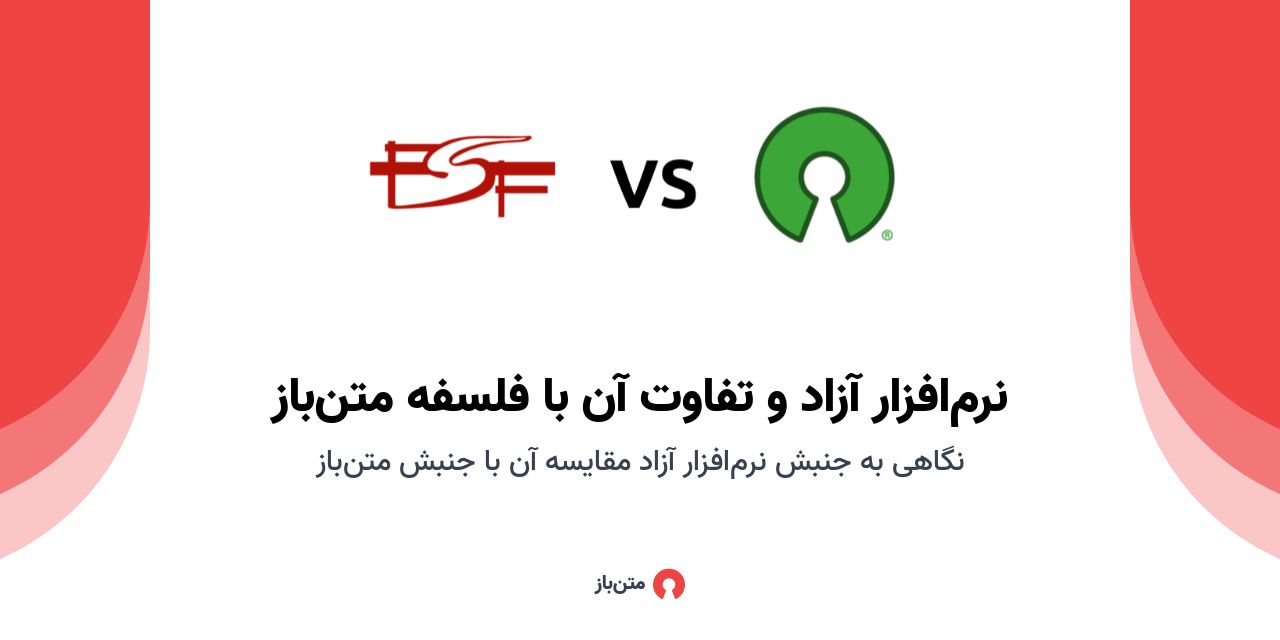 FSF vs ®
نرم‌افزار آزاد و تفاوت آن با فلسفه متن‌باز
نگاهی به جنبش نرم‌افزار آزاد مقایسه آن با جنبش متن‌باز
متن‌باز